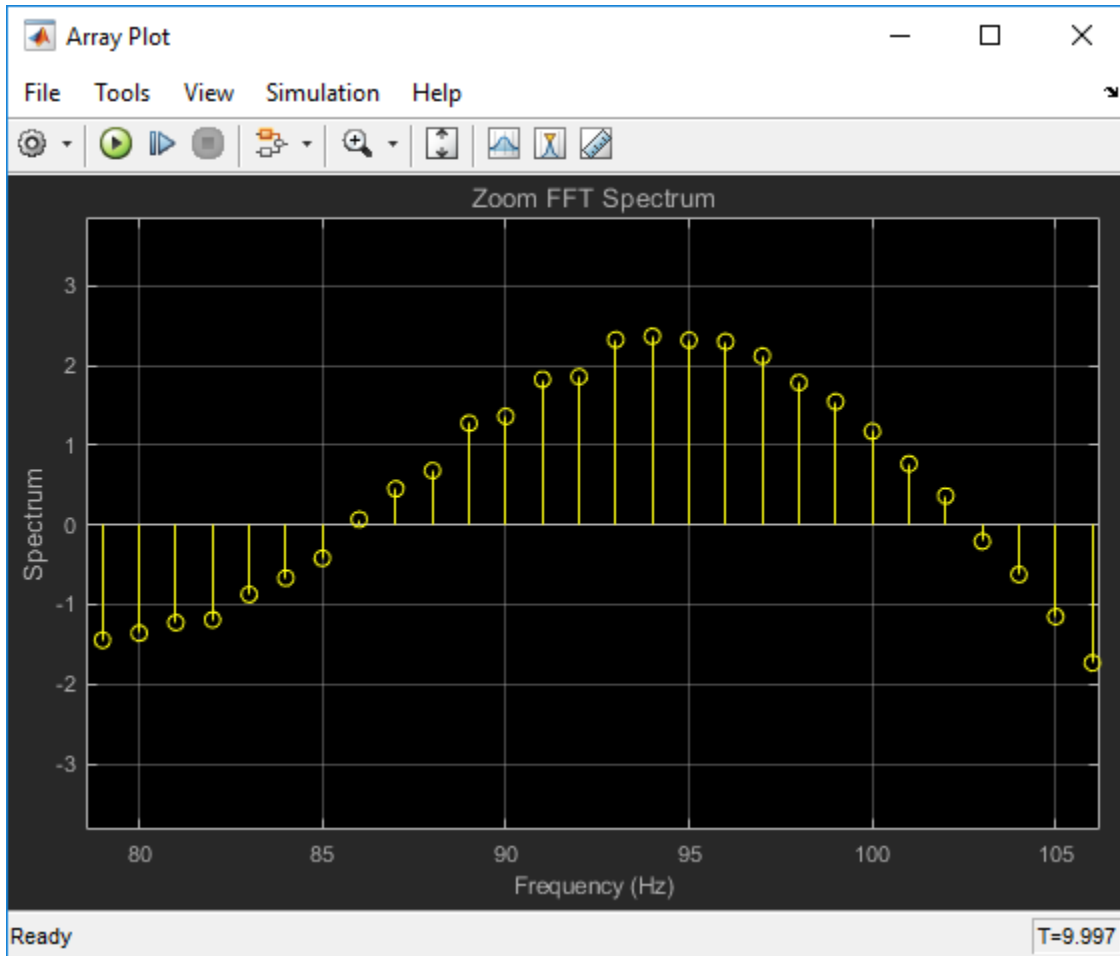 Array Plot
File Tools View Simulation Help
Zoom FFT Spectrum
3
2
1
0
-1
-2
-3
Spectrum
80 85 90 95 100 105
Frequency (Hz)
Ready T=9.997